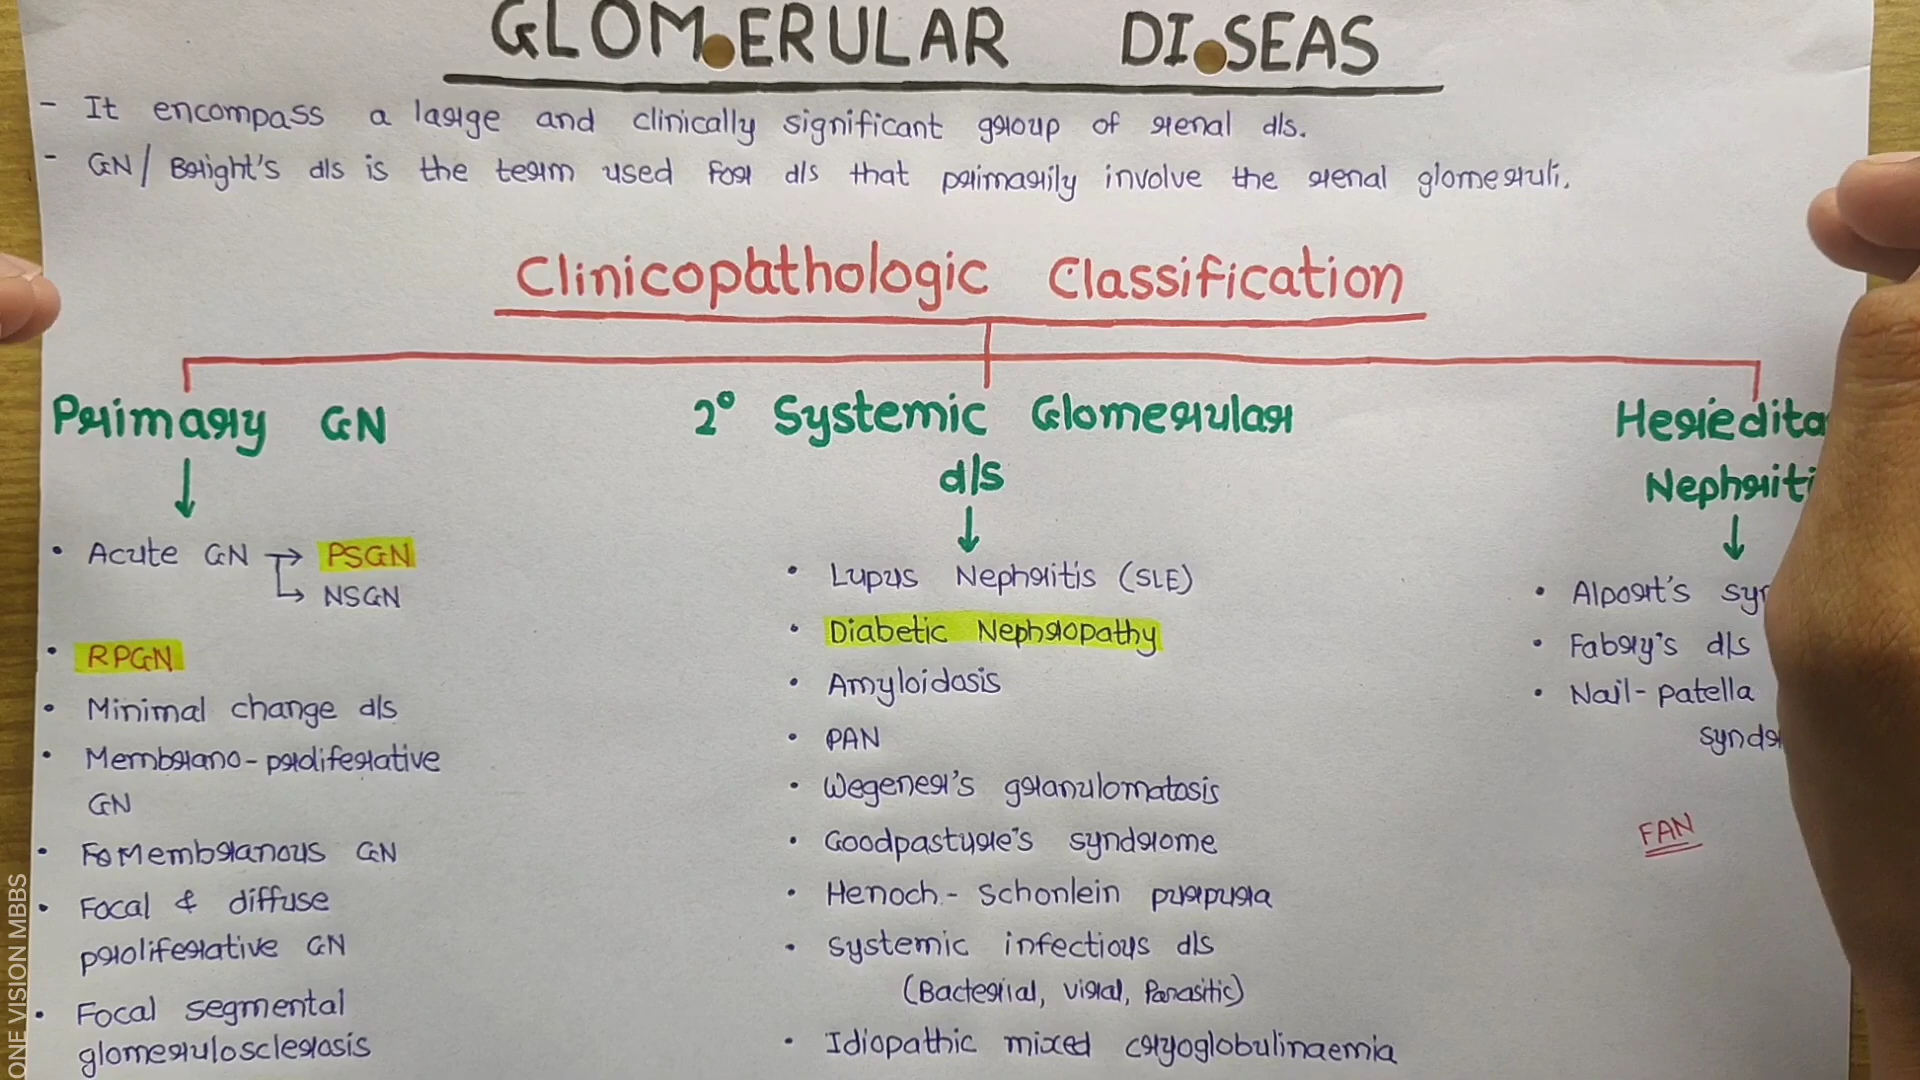 GLOMERULAR DISEAS
- It encompass a large and clinically significant group of renal d/s.
- GN/ Bright's d/s is the term used for d/s that primarily involve the renal glomeruli.
Clinicopathologic Classification
Primary GN
• Acute GN → PSGN
↳ NSGN
• RPGN
• Minimal change d/s
• Membrano-proliferative
GN
• Membranous GN
• Focal & diffuse
proliferative GN
• Focal segmental
glomerulosclerosis
2° Systemic Glomerular
d/s
• Lupus Nephritis (SLE)
• Diabetic Nephropathy
• Amyloidosis
• PAN
• Wegener's granulomatosis
• Goodpasture's syndrome
• Henoch-Schonlein purpura
• Systemic infectious d/s
(Bacterial, viral, Parasitic)
• Idiopathic mixed cryoglobulinaemia
Heriedita
Nephriti
• Alport's syr
• Fabry's d/s
• Nail-patella
syndr
FAN
ONE VISION MBBS